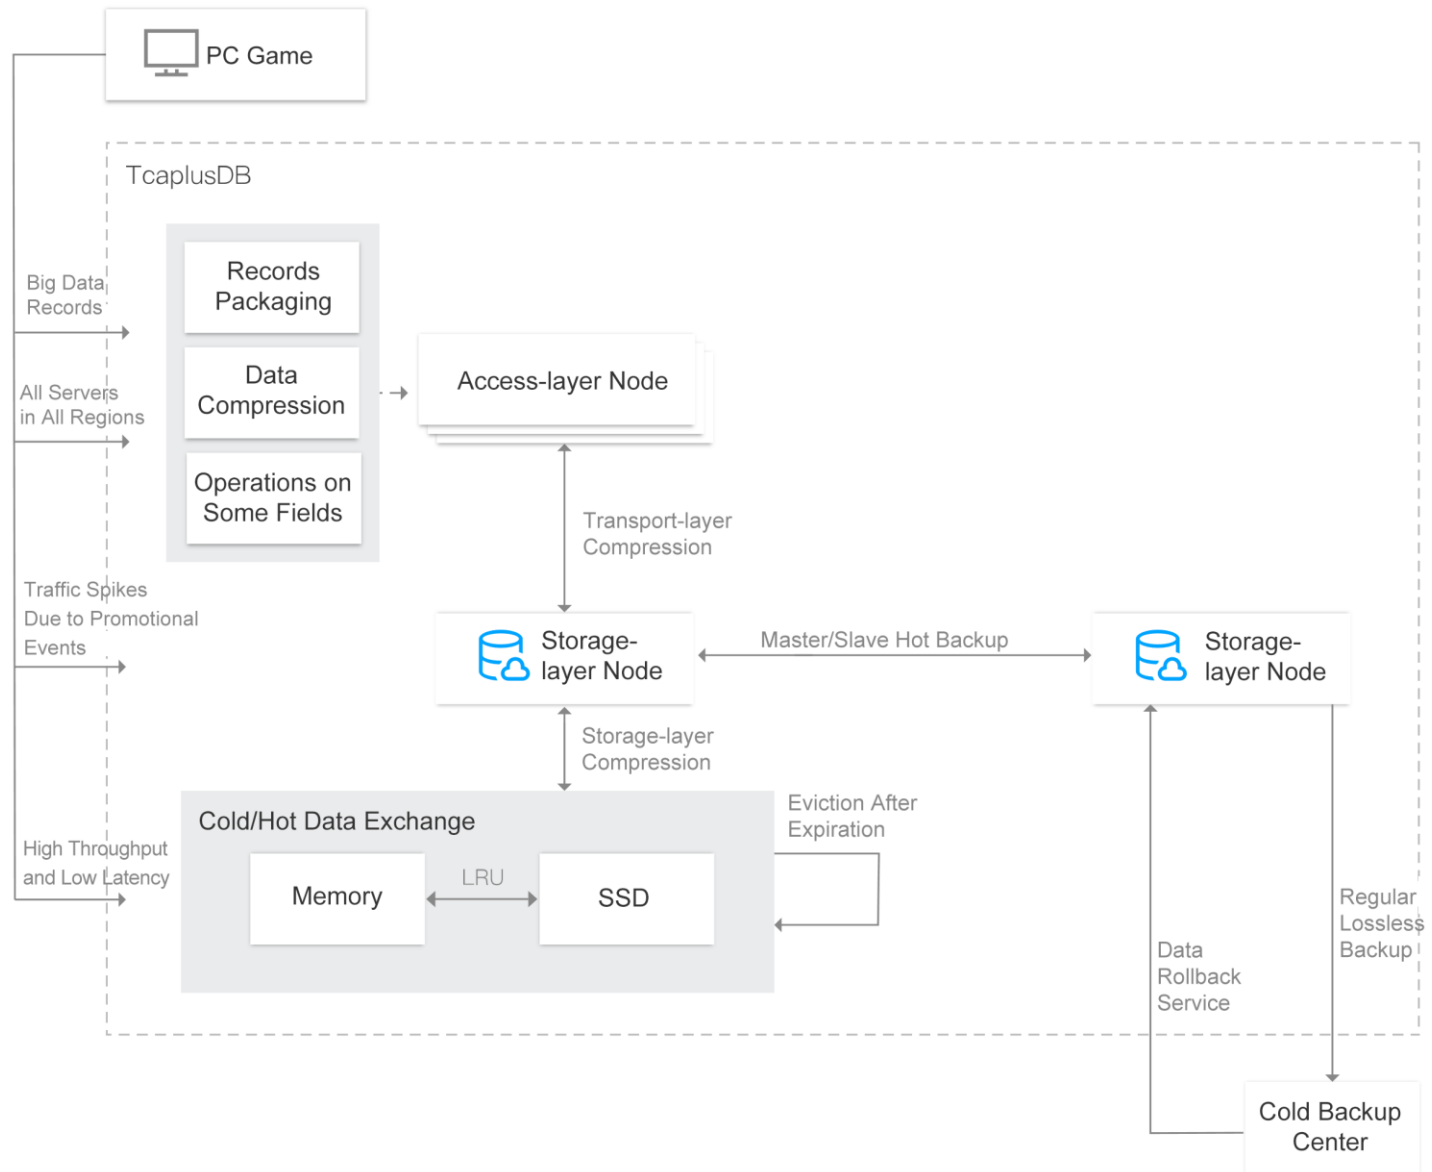 PC Game
TcaplusDB
Big Data
Records
All Servers
in All Regions
Traffic Spikes
Due to Promotional
Events
High Throughput
and Low Latency
Records
Packaging
Data
Compression
Operations on
Some Fields
Access-layer Node
Transport-layer
Compression
Storage-
layer Node
Master/Slave Hot Backup
Storage-
layer Node
Storage-layer
Compression
Cold/Hot Data Exchange
Memory
LRU
SSD
Eviction After
Expiration
Data
Rollback
Service
Regular
Lossless
Backup
Cold Backup
Center